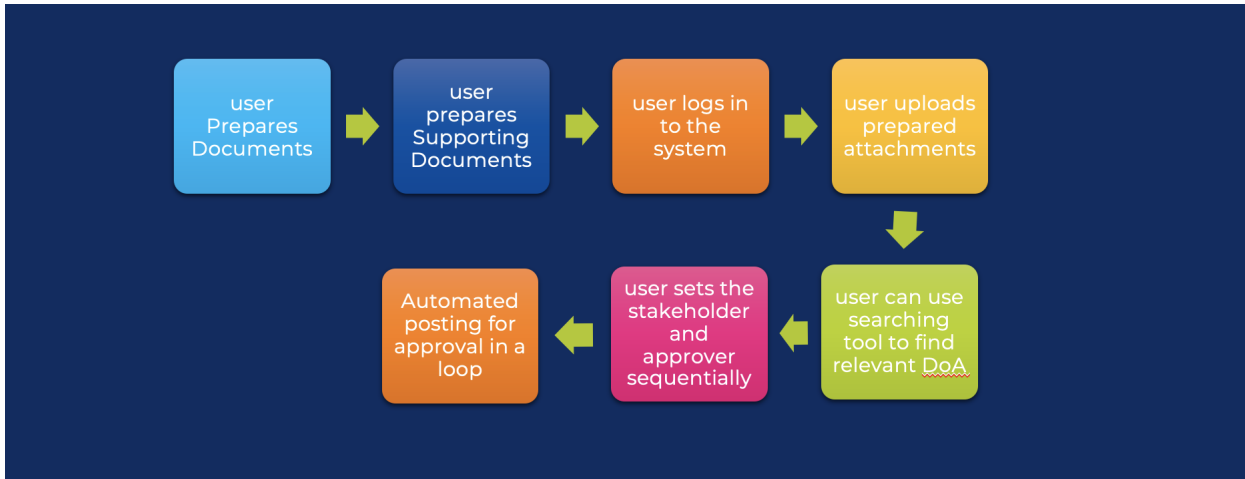 user
Prepares
Documents
user
prepares
Supporting
Documents
user logs in
to the
system
user uploads
prepared
attachments
user can use
searching
tool to find
relevant DoA
user sets the
stakeholder
and
approver
sequentially
Automated
posting for
approval in a
loop